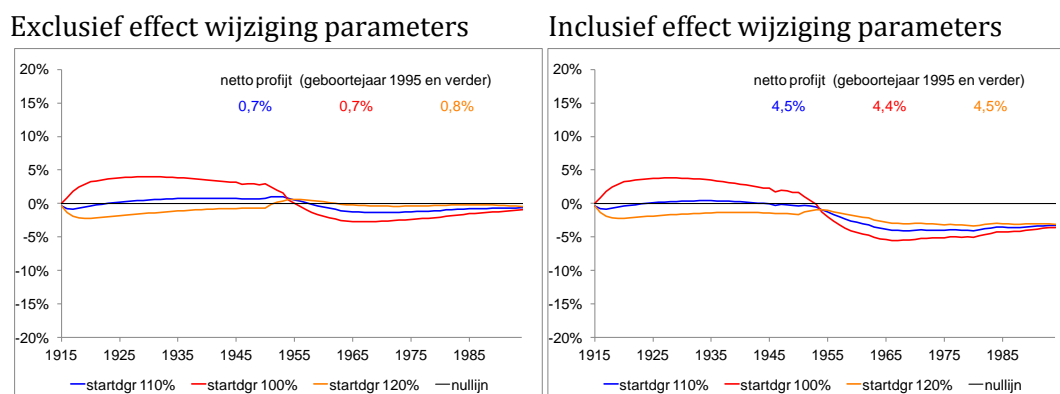 Exclusief effect wijziging parameters
20%
15%
10%
5%
0%
-5%
-10%
-15%
-20%
netto profijt (geboortejaar 1995 en verder)
0,7% 0,7% 0,8%
1915 1925 1935 1945 1955 1965 1975 1985
startdgr 110% startdgr 100% startdgr 120% nullijn
Inclusief effect wijziging parameters
20%
15%
10%
5%
0%
-5%
-10%
-15%
-20%
netto profijt (geboortejaar 1995 en verder)
4,5% 4,4% 4,5%
1915 1925 1935 1945 1955 1965 1975 1985
startdgr 110% startdgr 100% startdgr 120% nullijn